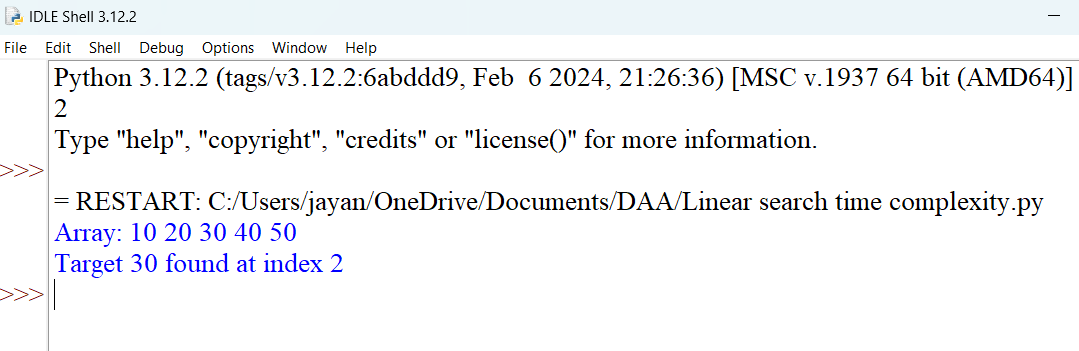 IDLE Shell 3.12.2
File Edit Shell Debug Options Window Help
Python 3.12.2 (tags/v3.12.2:6abddd9, Feb  6 2024, 21:26:36) [MSC v.1937 64 bit (AMD64)]
2
Type "help", "copyright", "credits" or "license()" for more information.
>>>
= RESTART: C:/Users/jayan/OneDrive/Documents/DAA/Linear search time complexity.py
Array: 10 20 30 40 50
Target 30 found at index 2
>>>